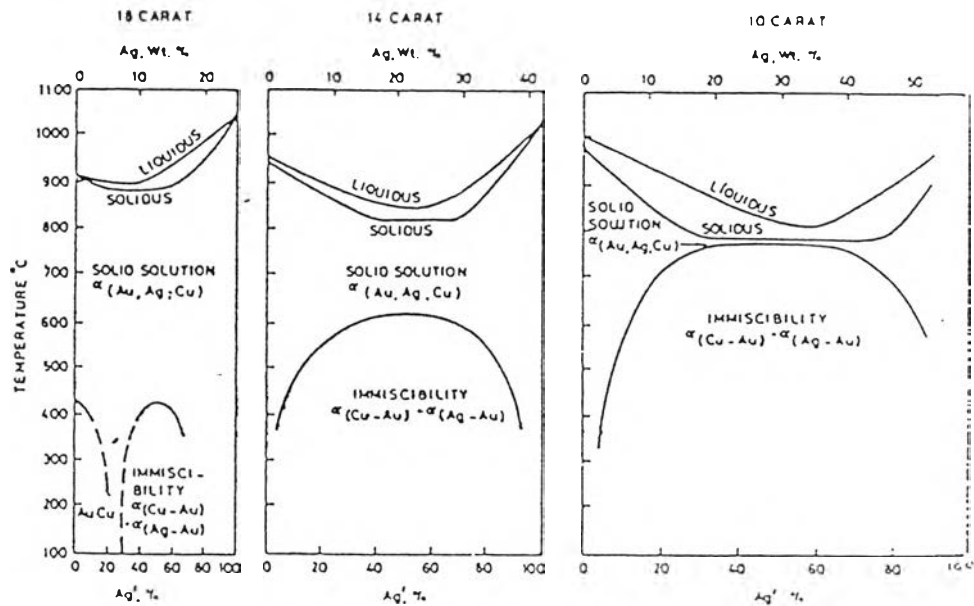 18 CARAT
Ag, Wt. %
0 10 20
1100
1000
900
800
700
600
500
400
300
200
100
TEMPERATURE °C
LIQUIDUS
SOLIDUS
SOLID SOLUTION
α (Au, Ag, Cu)
AuCu
IMMISCI-
BILITY
α(Cu-Au)
-α(Ag-Au)
0 20 40 60 80 100
Ag', %
14 CARAT
Ag, Wt. %
0 10 20 30 40
LIQUIDUS
SOLIDUS
SOLID SOLUTION
α (Au, Ag, Cu)
IMMISCIBILITY
α(Cu-Au) - α(Ag-Au)
0 20 40 60 80 100
Ag', %
10 CARAT
Ag, Wt. %
0 10 20 30 40 50
LIQUIDUS
SOLIDUS
SOLID
SOLUTION
α(Au, Ag, Cu)
IMMISCIBILITY
α(Cu-Au) - α(Ag-Au)
0 20 40 60 80
Ag' %